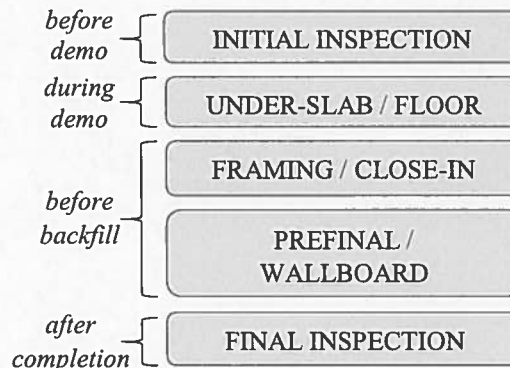 before
demo
INITIAL INSPECTION
during
demo
UNDER-SLAB / FLOOR
before
backfill
FRAMING / CLOSE-IN
PREFINAL /
WALLBOARD
after
completion
FINAL INSPECTION